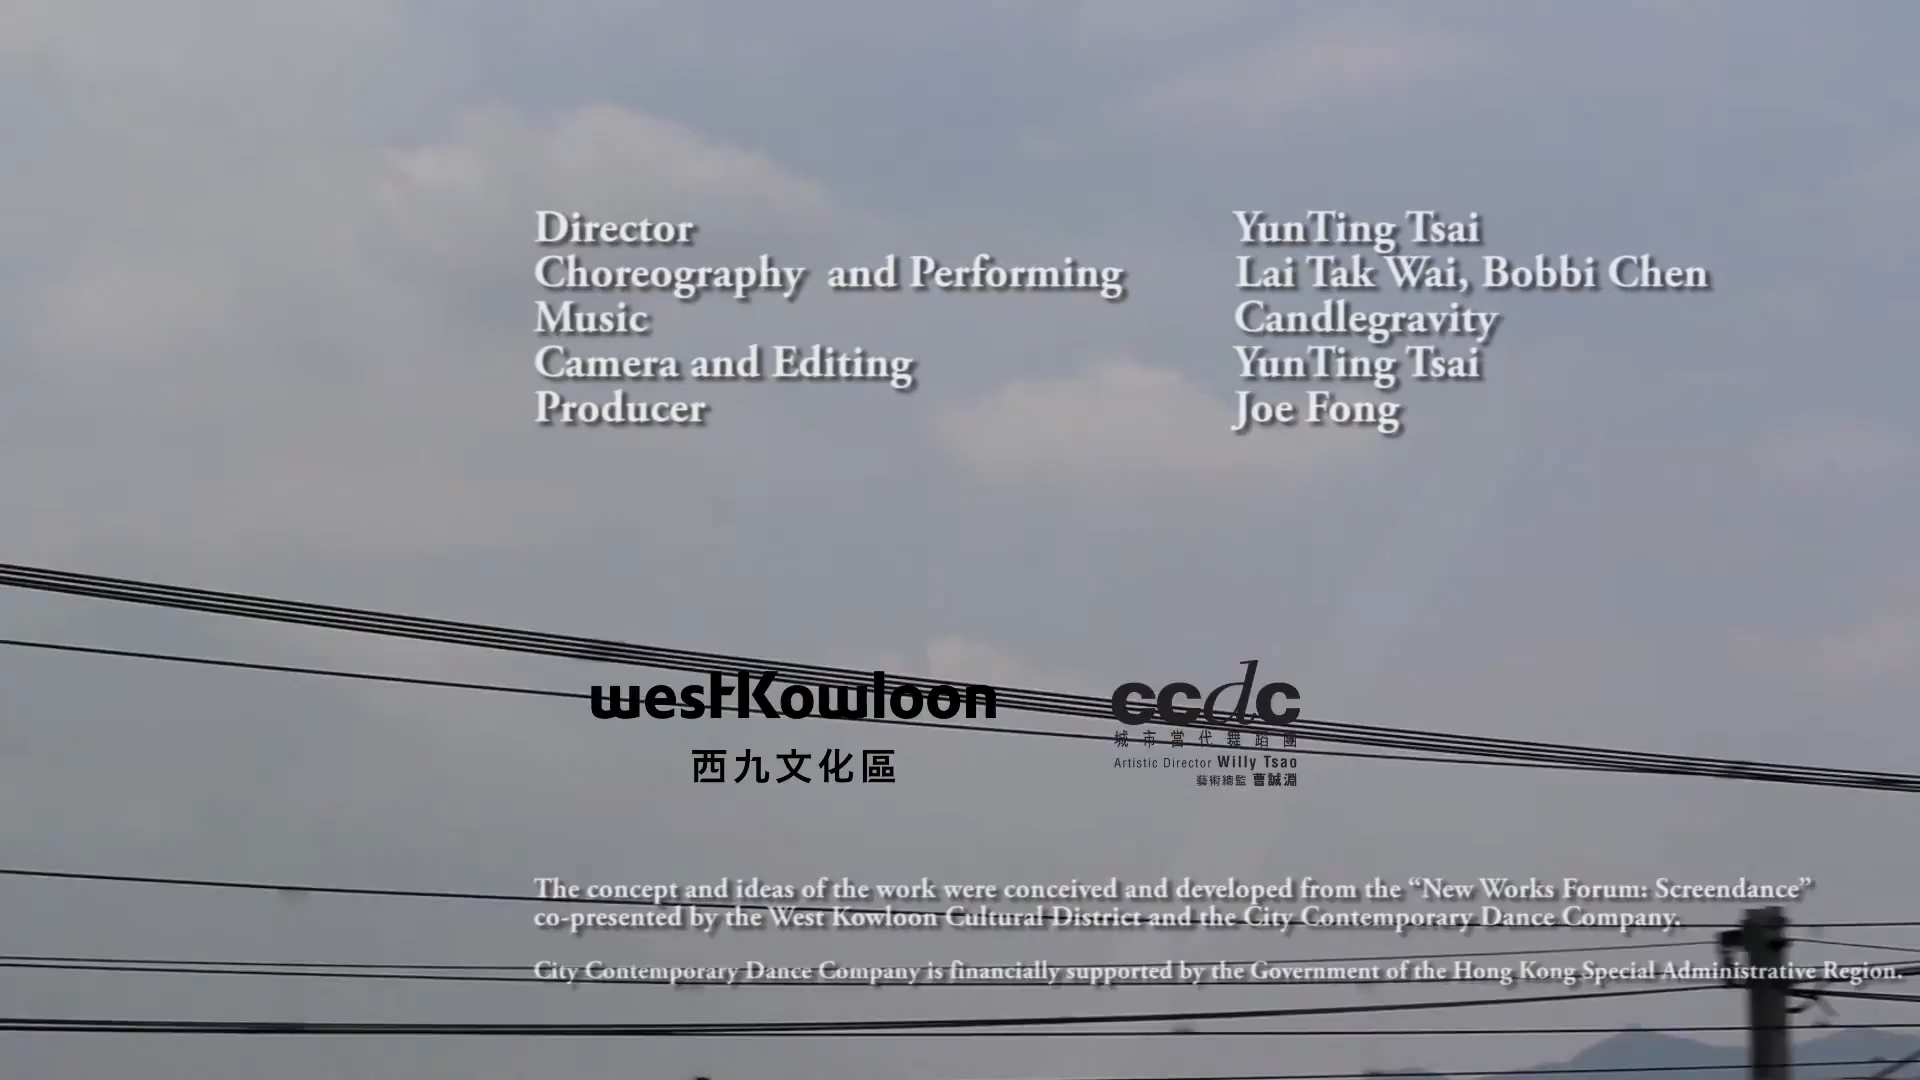 Director YunTing Tsai
Choreography and Performing Lai Tak Wai, Bobbi Chen
Music Candlegravity
Camera and Editing YunTing Tsai
Producer Joe Fong
westKowloon
西九文化區
ccdc
城市當代舞蹈團
Artistic Director Willy Tsao
藝術總監 曹誠淵
The concept and ideas of the work were conceived and developed from the “New Works Forum: Screendance”
co-presented by the West Kowloon Cultural District and the City Contemporary Dance Company.
City Contemporary Dance Company is financially supported by the Government of the Hong Kong Special Administrative Region.